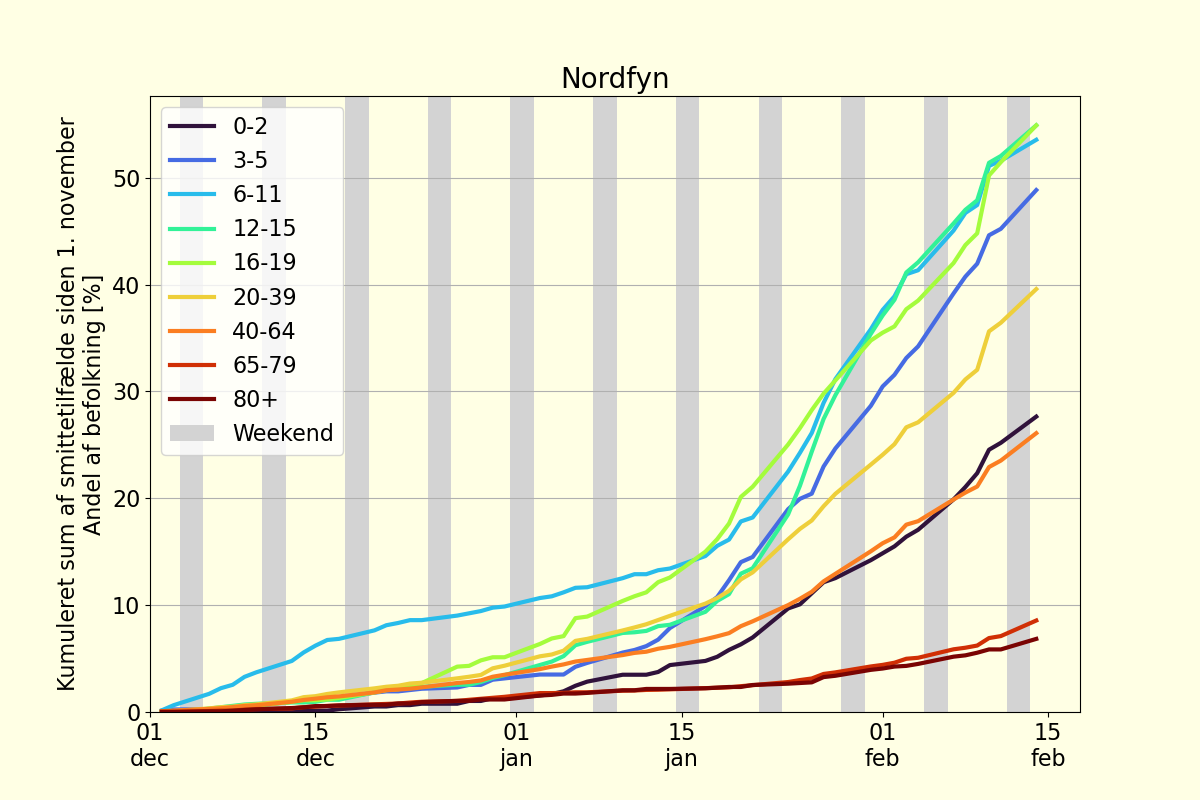 Nordfyn
Kumuleret sum af smittetilfælde siden 1. november
Andel af befolkning [%]
50
40
30
20
10
0
0-2
3-5
6-11
12-15
16-19
20-39
40-64
65-79
80+
Weekend
01 15 01 15 01 15
dec dec jan jan feb feb